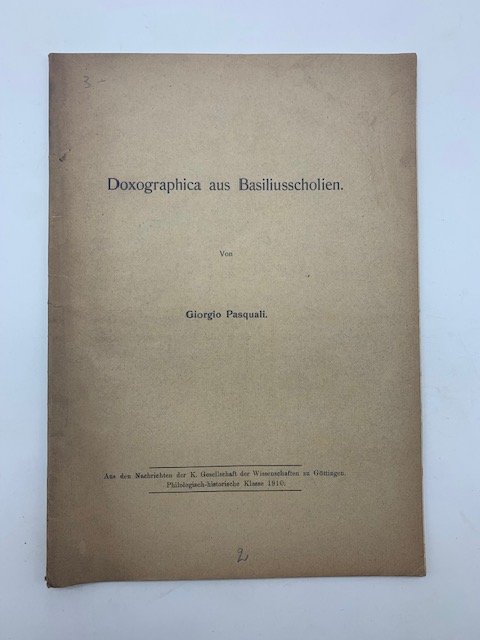 3-
Doxographica aus Basiliusscholien.
Von
Giorgio Pasquali.
Aus den Nachrichten der K. Gesellschaft der Wissenschaften zu Göttingen.
Philologisch-historische Klasse 1910.
2